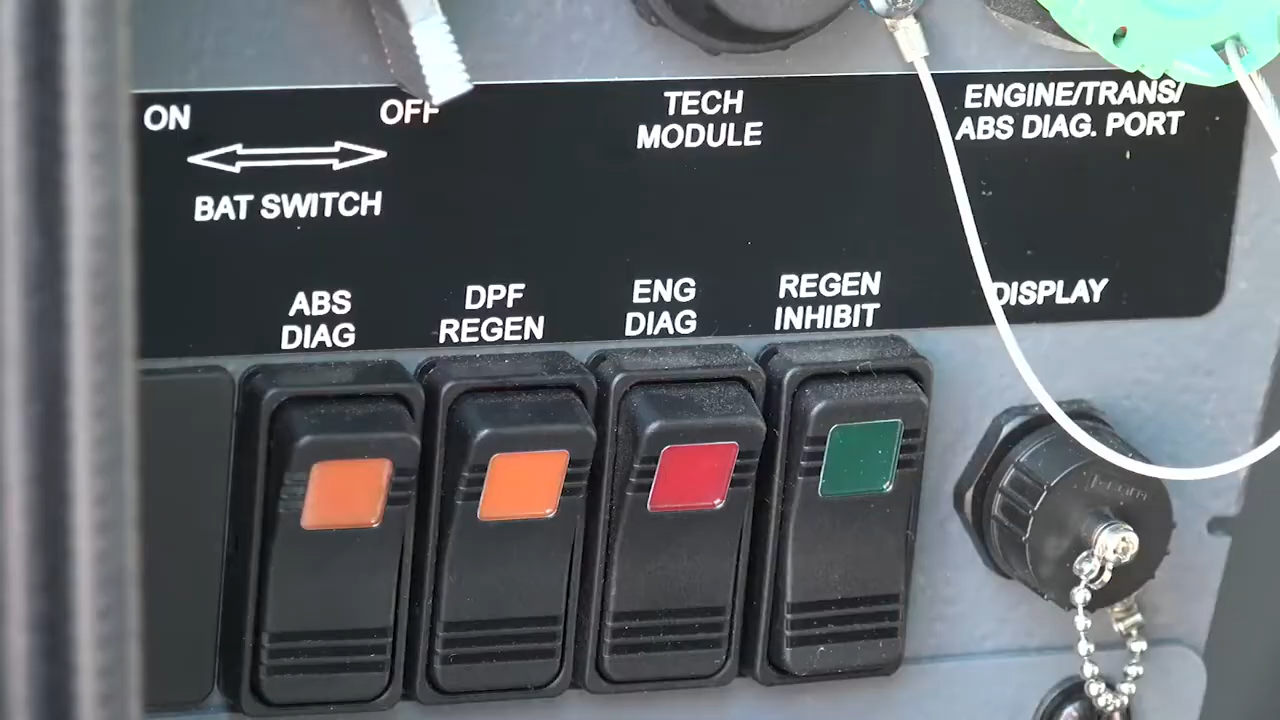 ON
OFF
BAT SWITCH
TECH
MODULE
ENGINE/TRANS/
ABS DIAG. PORT
ABS
DIAG
DPF
REGEN
ENG
DIAG
REGEN
INHIBIT
DISPLAY